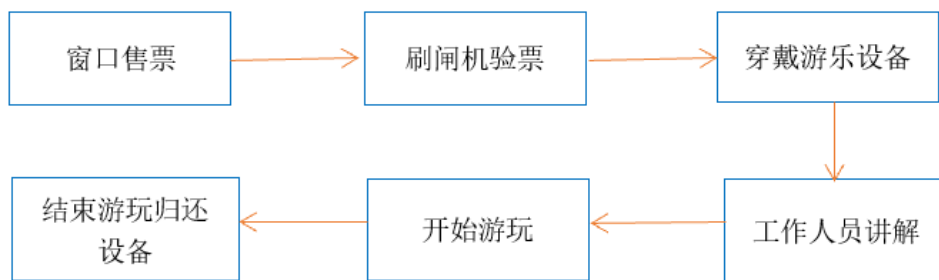 窗口售票
刷闸机验票
穿戴游乐设备
工作人员讲解
开始游玩
结束游玩归还
设备